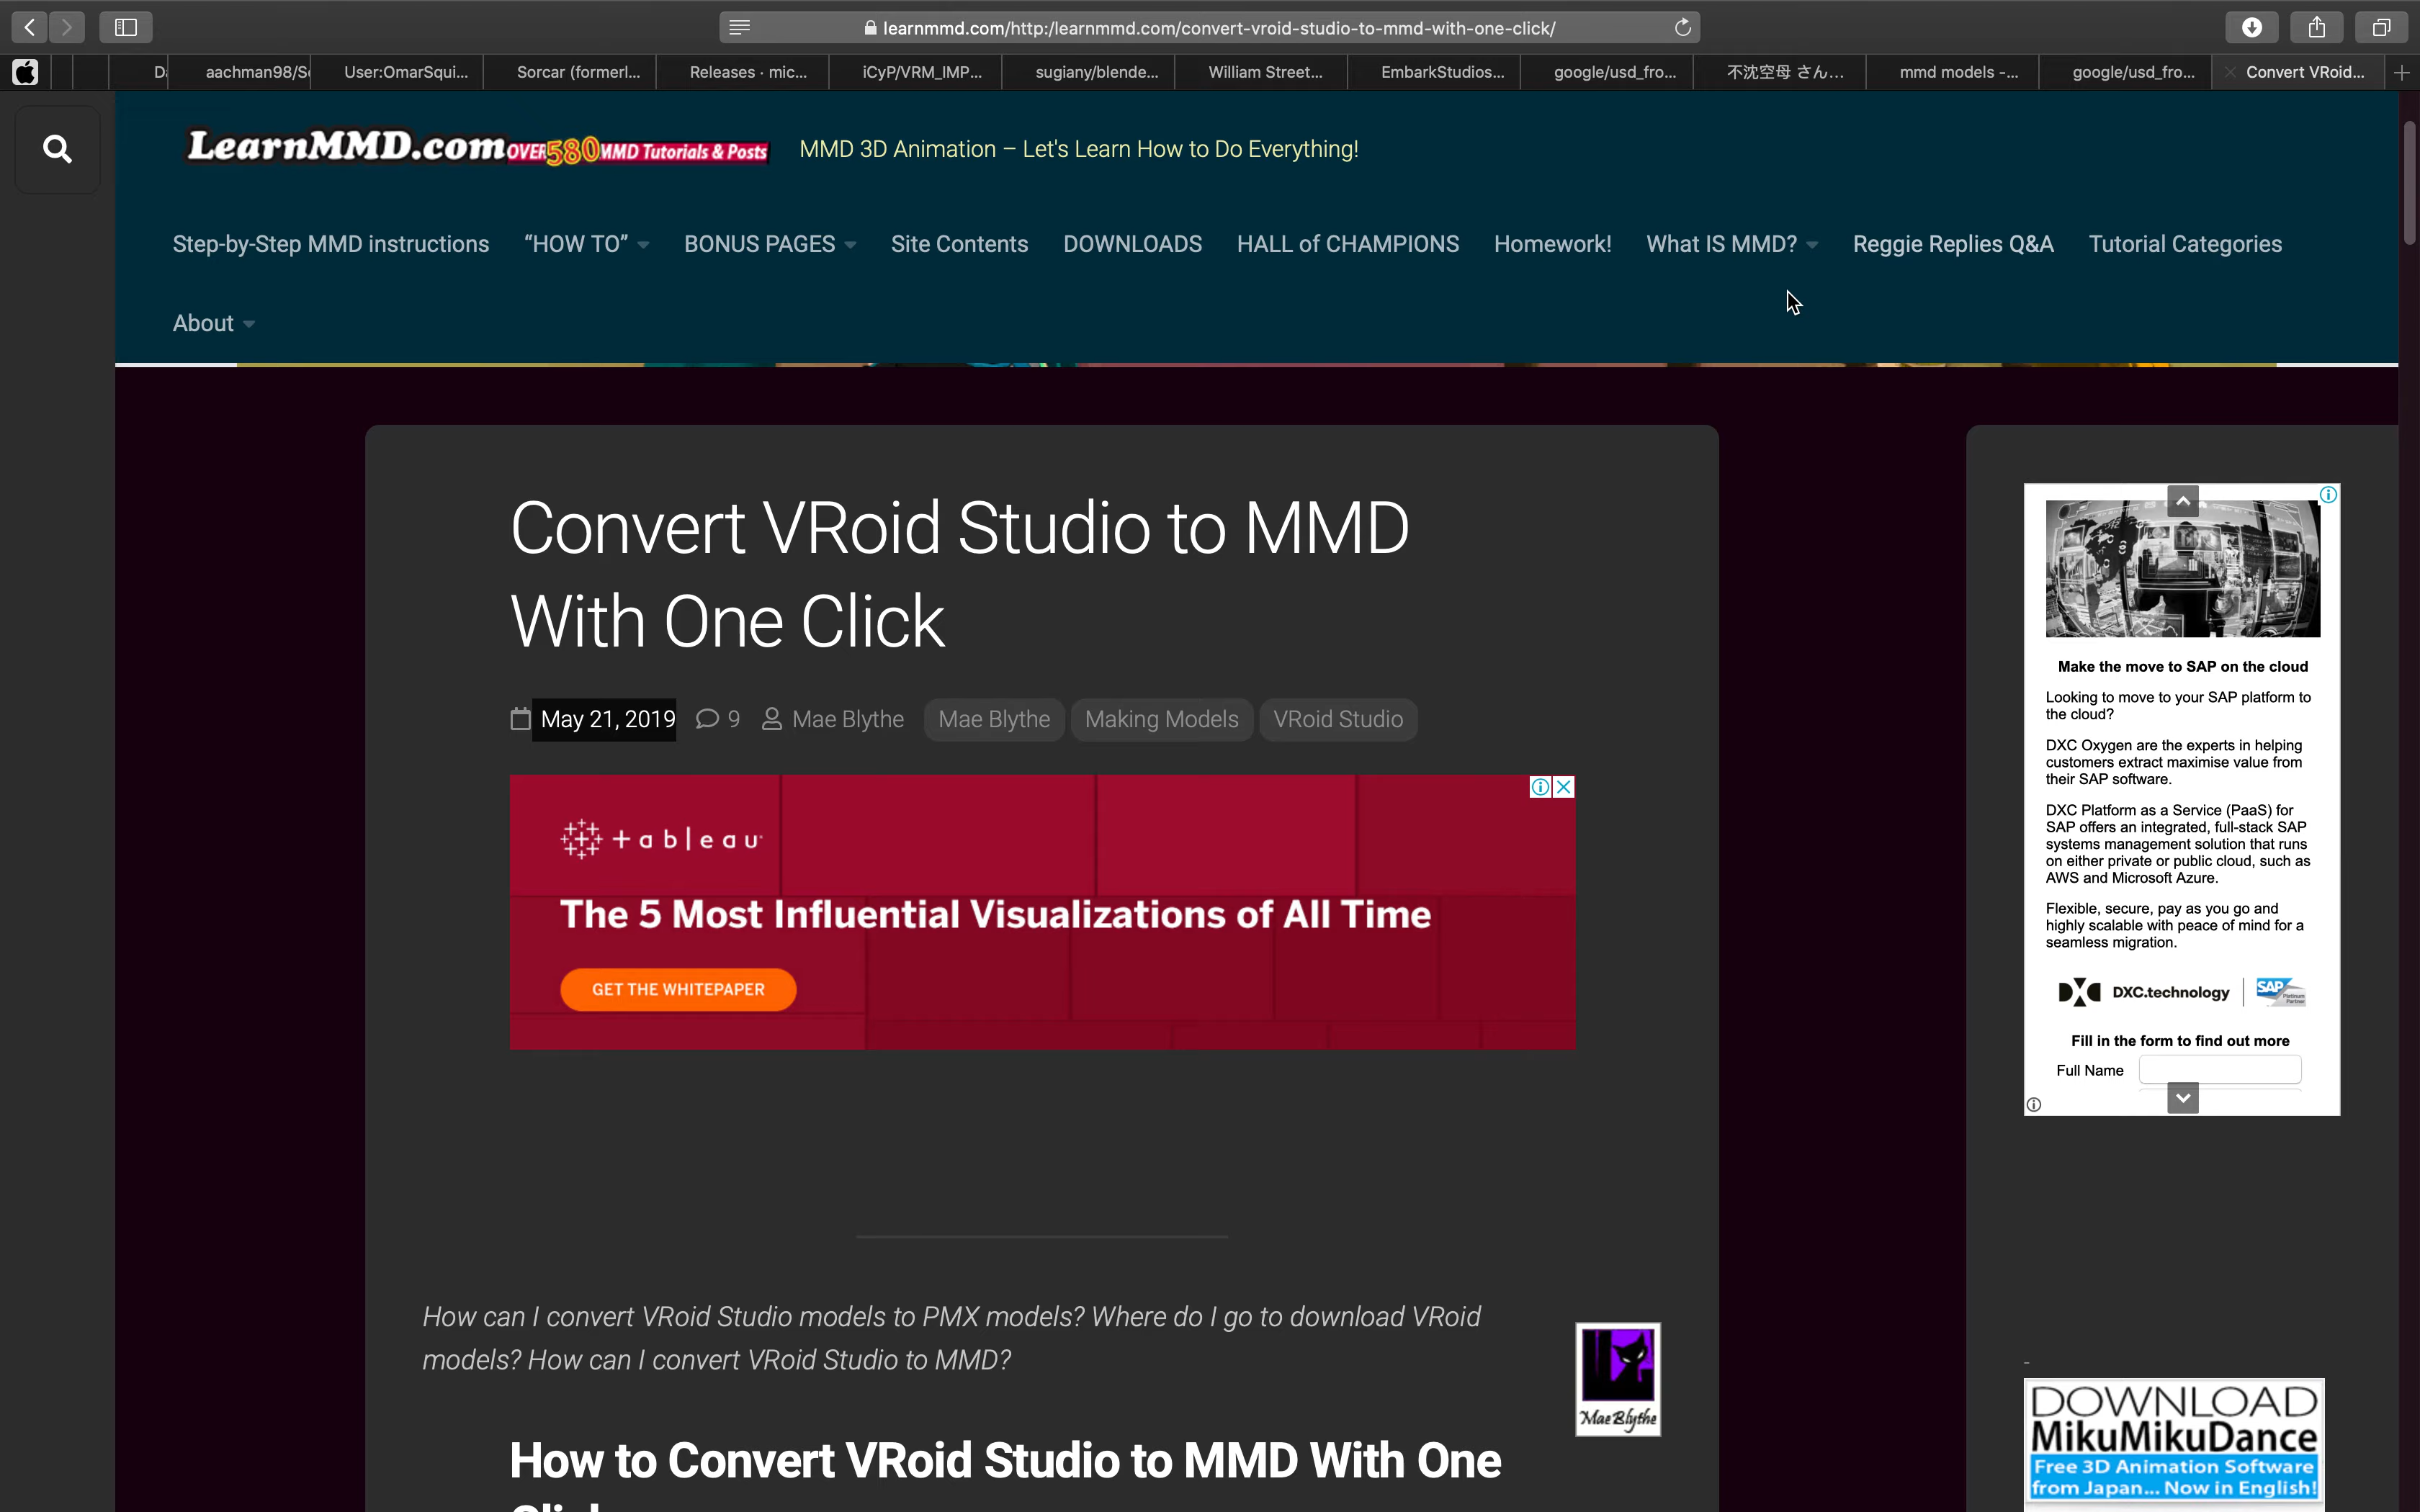 learnmmd.com/http:/learnmmd.com/convert-vroid-studio-to-mmd-with-one-click/
aachman98/S
User:OmarSqui...
Sorcar (formerl...
Releases · mic...
iCyP/VRM_IMP...
sugiany/blende...
William Street...
EmbarkStudios...
google/usd_fro...
不沈空母 さん...
mmd models -...
google/usd_fro...
Convert VRoid...
LearnMMD.com OVER 580 MMD Tutorials & Posts
MMD 3D Animation – Let's Learn How to Do Everything!
Step-by-Step MMD instructions
“HOW TO”
BONUS PAGES
Site Contents
DOWNLOADS
HALL of CHAMPIONS
Homework!
What IS MMD?
Reggie Replies Q&A
Tutorial Categories
About
Convert VRoid Studio to MMD
With One Click
May 21, 2019
9
Mae Blythe
Mae Blythe
Making Models
VRoid Studio
+ableau
The 5 Most Influential Visualizations of All Time
GET THE WHITEPAPER
How can I convert VRoid Studio models to PMX models? Where do I go to download VRoid
models? How can I convert VRoid Studio to MMD?
Mae Blythe
How to Convert VRoid Studio to MMD With One
Make the move to SAP on the cloud
Looking to move to your SAP platform to
the cloud?
DXC Oxygen are the experts in helping
customers extract maximise value from
their SAP software.
DXC Platform as a Service (PaaS) for
SAP offers an integrated, full-stack SAP
systems management solution that runs
on either private or public cloud, such as
AWS and Microsoft Azure.
Flexible, secure, pay as you go and
highly scalable with peace of mind for a
seamless migration.
DXC.technology
SAP Platinum Partner
Fill in the form to find out more
Full Name
-
DOWNLOAD
MikuMikuDance
Free 3D Animation Software
from Japan... Now in English!